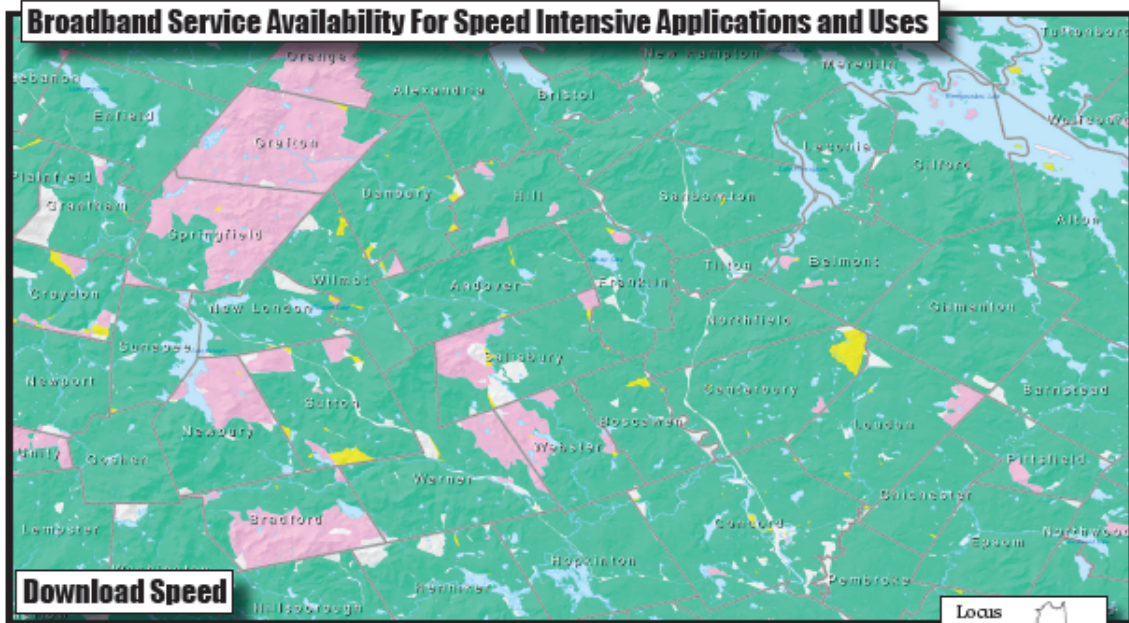 Broadband Service Availability For Speed Intensive Applications and Uses
Orange
New Hampton
Meredith
Alexandria
Bristol
Enfield
Grafton
Laconia
Gilford
Plainfield
Danbury
Hill
Sanbornton
Grantham
Alton
Springfield
Tilton
Belmont
Wilmot
Andover
Franklin
Croydon
New London
Gilmanton
Northfield
Sunapee
Salisbury
Newport
Canterbury
Barnstead
Sutton
Boscawen
Newbury
Loudon
Webster
Unity
Goshen
Pittsfield
Warner
Chichester
Bradford
Concord
Lempster
Northwood
Epsom
Hopkinton
Pembroke
Henniker
Download Speed
Hillsborough
Locus